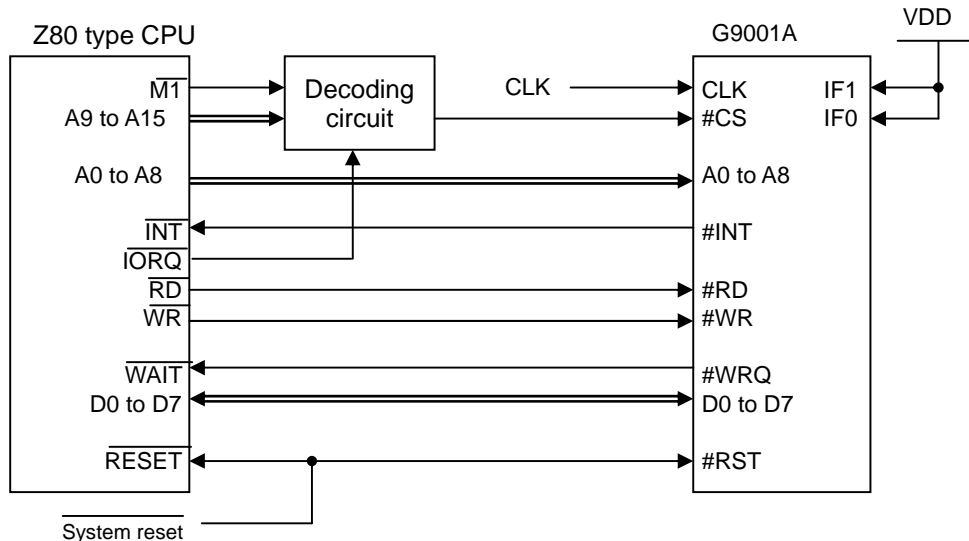 VDD
Z80 type CPU
G9001A
M1
Decoding
circuit
CLK
CLK
IF1
A9 to A15
#CS
IF0
A0 to A8
A0 to A8
INT
#INT
IORQ
RD
#RD
WR
#WR
WAIT
#WRQ
D0 to D7
D0 to D7
RESET
#RST
System reset